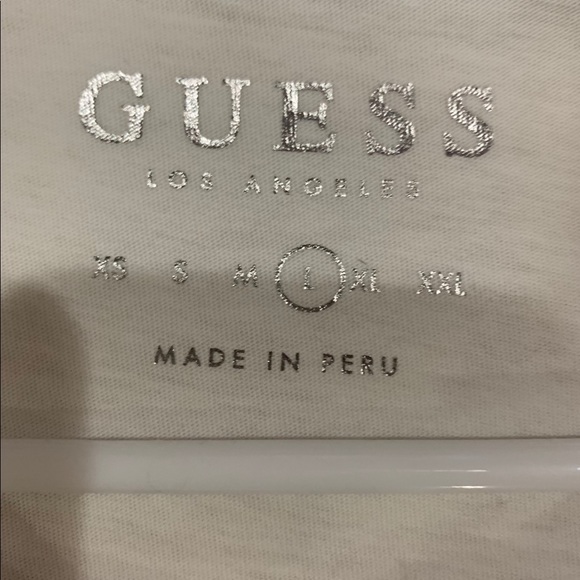 GUESS
LOS ANGELES
XS S M L XL XXL
MADE IN PERU